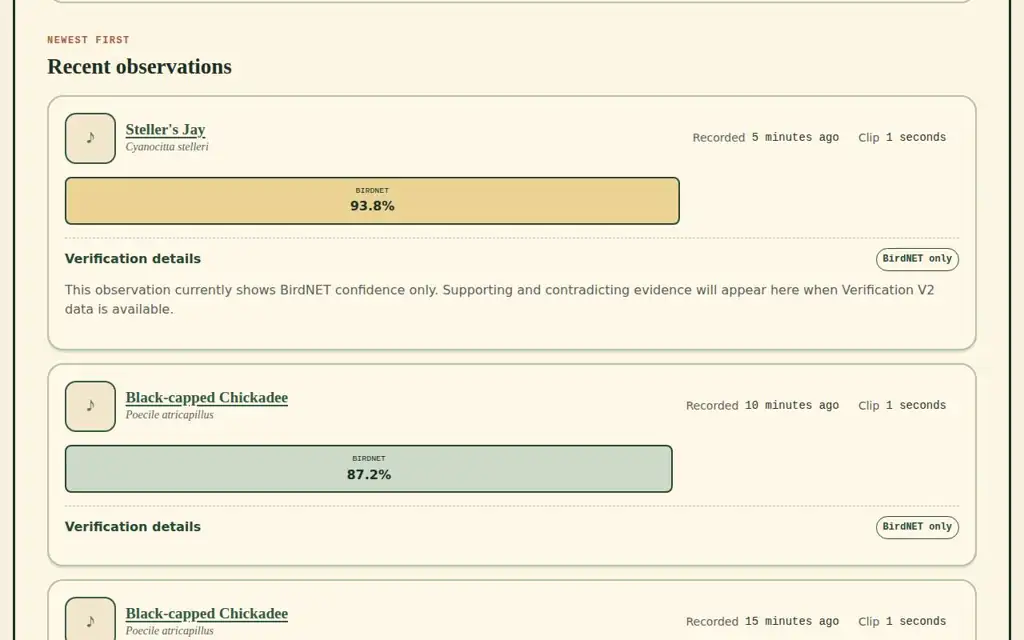 NEWEST FIRST
Recent observations
♪
Steller's Jay
Cyanocitta stelleri
Recorded 5 minutes ago Clip 1 seconds
BIRDNET
93.8%
Verification details
BirdNET only
This observation currently shows BirdNET confidence only. Supporting and contradicting evidence will appear here when Verification V2
data is available.
♪
Black-capped Chickadee
Poecile atricapillus
Recorded 10 minutes ago Clip 1 seconds
BIRDNET
87.2%
Verification details
BirdNET only
♪
Black-capped Chickadee
Poecile atricapillus
Recorded 15 minutes ago Clip 1 seconds